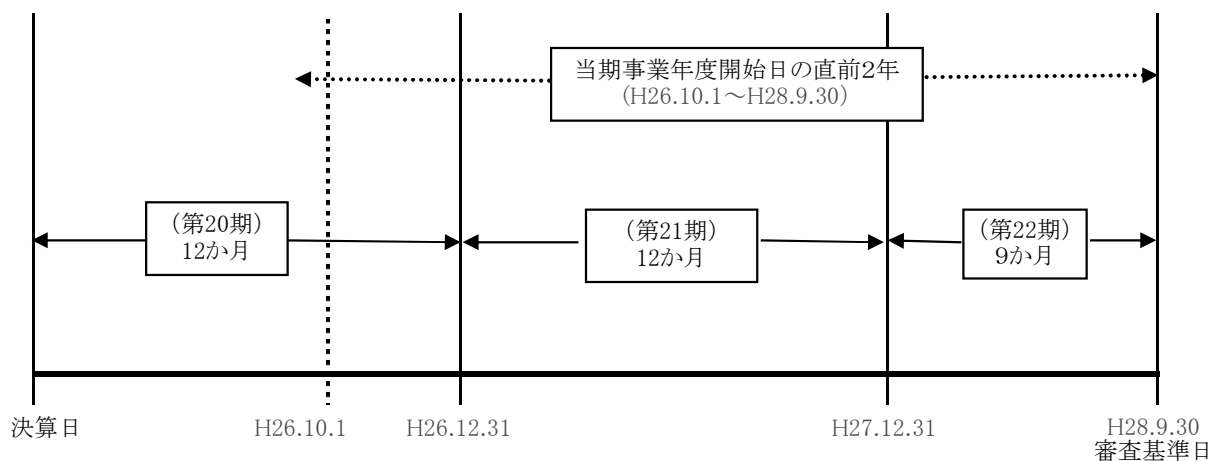 当期事業年度開始日の直前２年
（H26.10.1～H28.9.30）
（第20期）
12か月
（第21期）
12か月
（第22期）
９か月
決算日
H26.10.1
H26.12.31
H27.12.31
H28.9.30
審査基準日